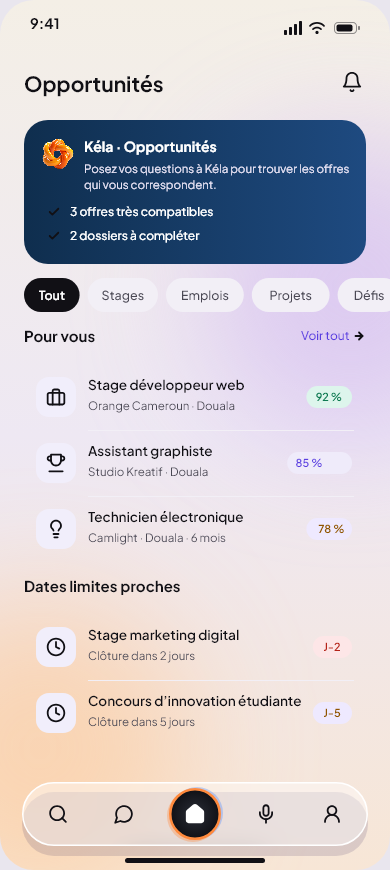 9:41
Opportunités
Kéla · Opportunités
Posez vos questions à Kéla pour trouver les offres
qui vous correspondent.
3 offres très compatibles
2 dossiers à compléter
Tout Stages Emplois Projets Défis
Pour vous Voir tout →
Stage développeur web
Orange Cameroun · Douala
92 %
Assistant graphiste
Studio Kreatif · Douala
85 %
Technicien électronique
Camlight · Douala · 6 mois
78 %
Dates limites proches
Stage marketing digital
Clôture dans 2 jours
J-2
Concours d’innovation étudiante
Clôture dans 5 jours
J-5